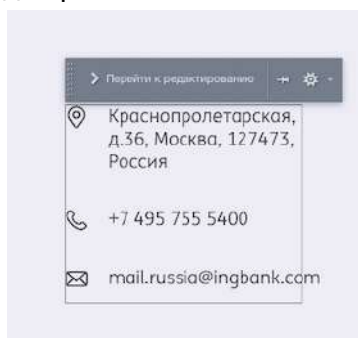 Перейти к редактированию
Краснопролетарская,
д.36, Москва, 127473,
Россия
+7 495 755 5400
mail.russia@ingbank.com